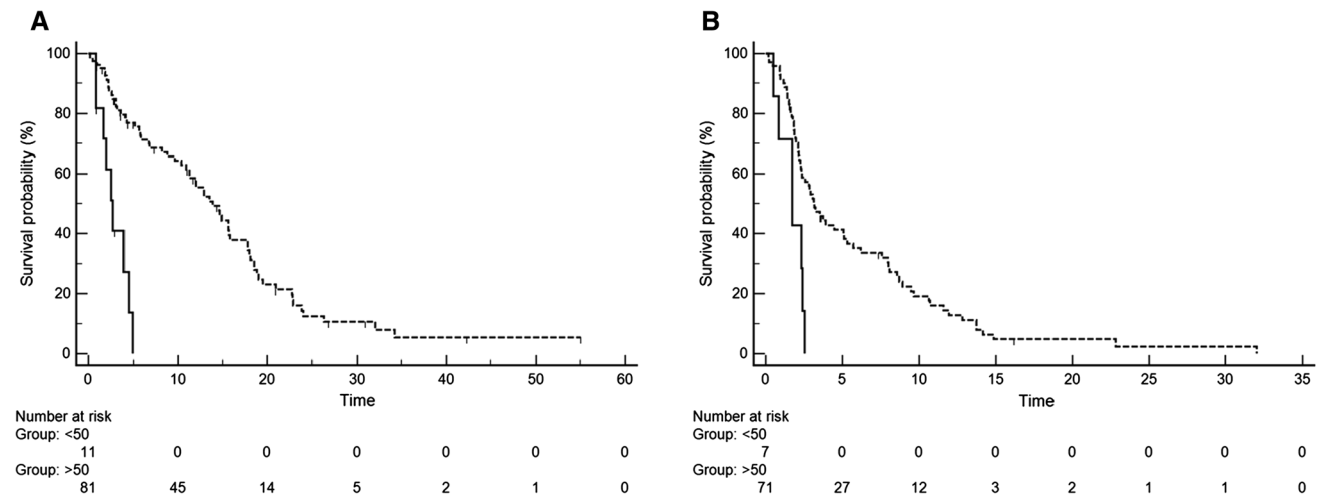 A
Survival probability (%)
100
80
60
40
20
0
0 10 20 30 40 50 60
Time
Number at risk
Group: <50
11 0 0 0 0 0 0
Group: >50
81 45 14 5 2 1 0
B
Survival probability (%)
100
80
60
40
20
0
0 5 10 15 20 25 30 35
Time
Number at risk
Group: <50
7 0 0 0 0 0 0 0
Group: >50
71 27 12 3 2 1 1 0